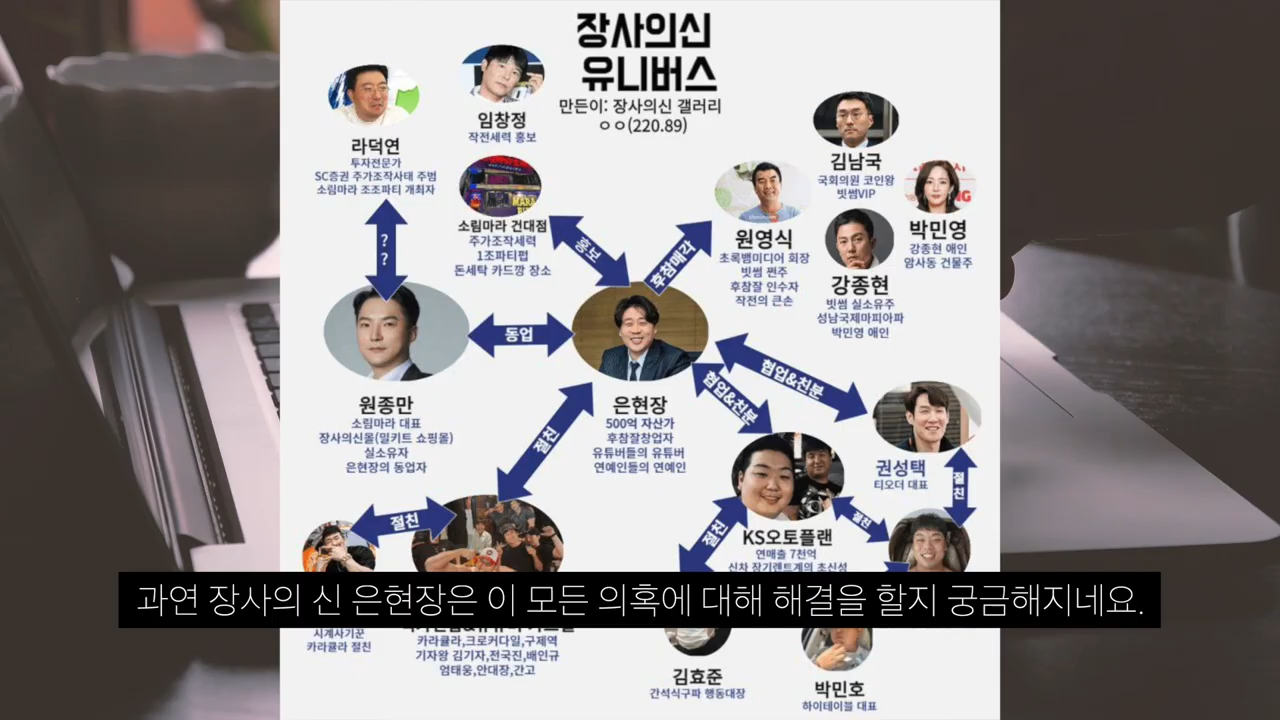 장사의신
유니버스
만든이: 장사의신 갤러리
ㅇㅇ(220.89)
라덕연
투자전문가
SC증권 주가조작사태 주범
소림마라 조조파티 개최자
임창정
작전세력 홍보
소림마라 건대점
주가조작세력
1조파티펍
돈세탁 카드깡 장소
원영식
초록뱀미디어 회장
빗썸 쩐주
후참잘 인수자
작전의 큰손
김남국
국회의원 코인왕
빗썸VIP
박민영
강종현 애인
암사동 건물주
강종현
빗썸 실소유주
성남국제마피아파
박민영 애인
? ?
홍보
후참매각
동업
원종만
소림마라 대표
장사의신몰(밀키트 쇼핑몰)
실소유자
은현장의 동업자
은현장
500억 자산가
후참잘창업자
유튜버들의 유튜버
연예인들의 연예인
협업&친분
협업&친분
권성택
티오더 대표
절친
절친
절친
절친
절친
KS오토플랜
연매출 7천억
신차 장기렌트계의 초신성
과연 장사의 신 은현장은 이 모든 의혹에 대해 해결을 할지 궁금해지네요.
시계사기꾼
카라큘라 절친
카라큘라,크로커다일,구제역
기자왕 김기자,전국진,배인규
엄태웅,안대장,간고
김효준
간석식구파 행동대장
박민호
하이테이블 대표